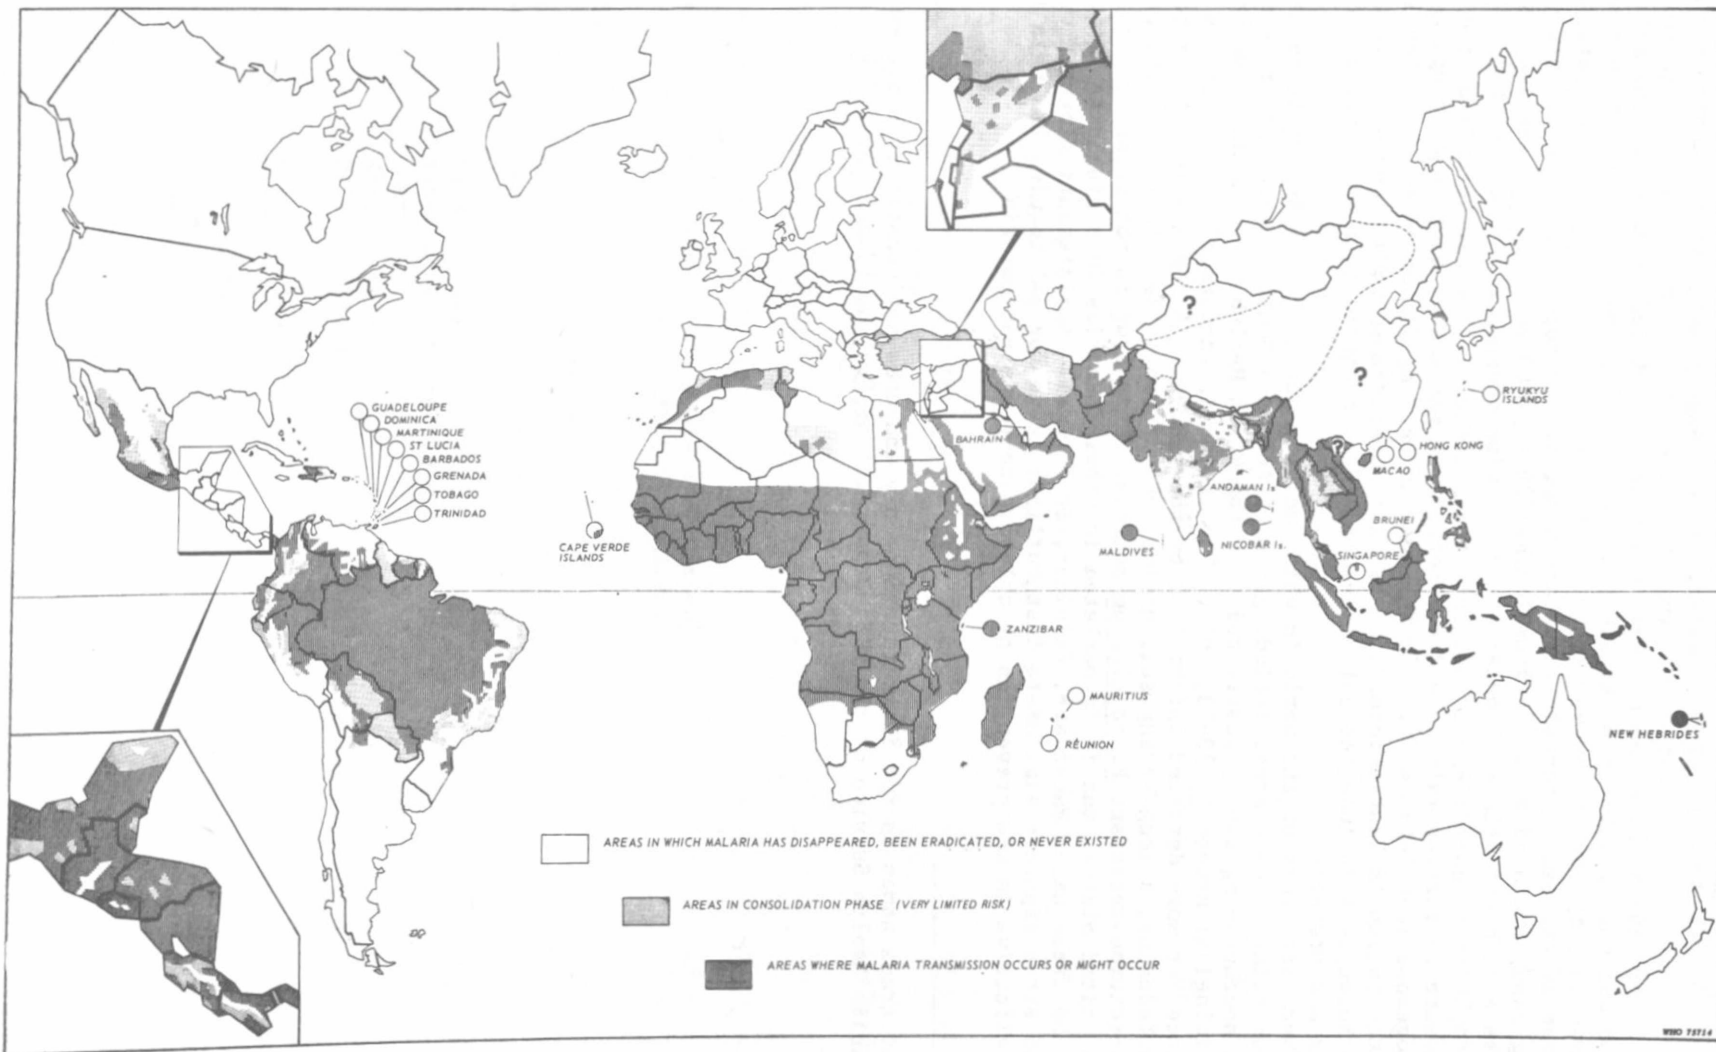 GUADELOUPE
DOMINICA
MARTINIQUE
ST LUCIA
BARBADOS
GRENADA
TOBAGO
TRINIDAD
CAPE VERDE
ISLANDS
BAHRAIN
?
?
?
RYUKYU
ISLANDS
HONG KONG
MACAO
ANDAMAN Is
NICOBAR Is.
MALDIVES
BRUNEI
SINGAPORE
ZANZIBAR
MAURITIUS
RÉUNION
NEW HEBRIDES
AREAS IN WHICH MALARIA HAS DISAPPEARED, BEEN ERADICATED, OR NEVER EXISTED
AREAS IN CONSOLIDATION PHASE (VERY LIMITED RISK)
AREAS WHERE MALARIA TRANSMISSION OCCURS OR MIGHT OCCUR
WHO 75714